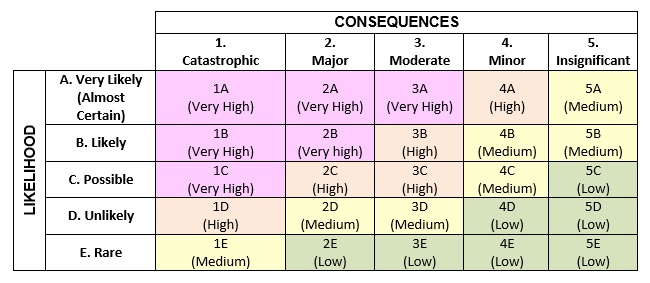 CONSEQUENCES
1.
Catastrophic
2.
Major
3.
Moderate
4.
Minor
5.
Insignificant
LIKELIHOOD
A. Very Likely
(Almost
Certain)
1A
(Very High)
2A
(Very High)
3A
(Very High)
4A
(High)
5A
(Medium)
B. Likely
1B
(Very High)
2B
(Very high)
3B
(High)
4B
(Medium)
5B
(Medium)
C. Possible
1C
(Very High)
2C
(High)
3C
(High)
4C
(Medium)
5C
(Low)
D. Unlikely
1D
(High)
2D
(Medium)
3D
(Medium)
4D
(Low)
5D
(Low)
E. Rare
1E
(Medium)
2E
(Low)
3E
(Low)
4E
(Low)
5E
(Low)